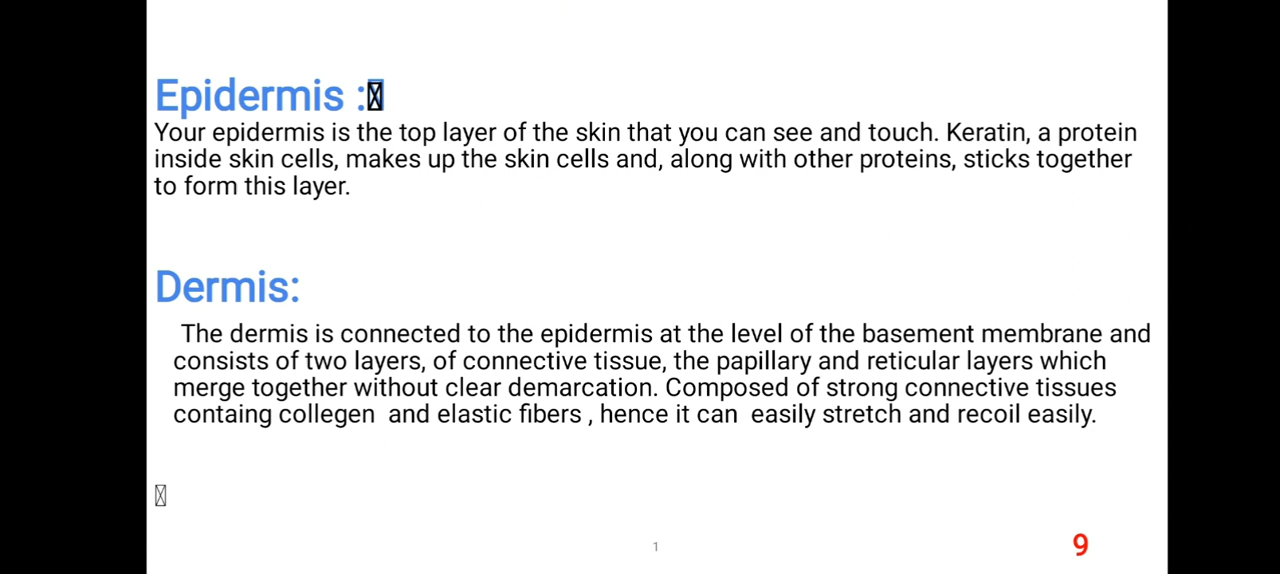 Epidermis :
Your epidermis is the top layer of the skin that you can see and touch. Keratin, a protein
inside skin cells, makes up the skin cells and, along with other proteins, sticks together
to form this layer.
Dermis:
The dermis is connected to the epidermis at the level of the basement membrane and
consists of two layers, of connective tissue, the papillary and reticular layers which
merge together without clear demarcation. Composed of strong connective tissues
containg collegen and elastic fibers , hence it can easily stretch and recoil easily.
1
9